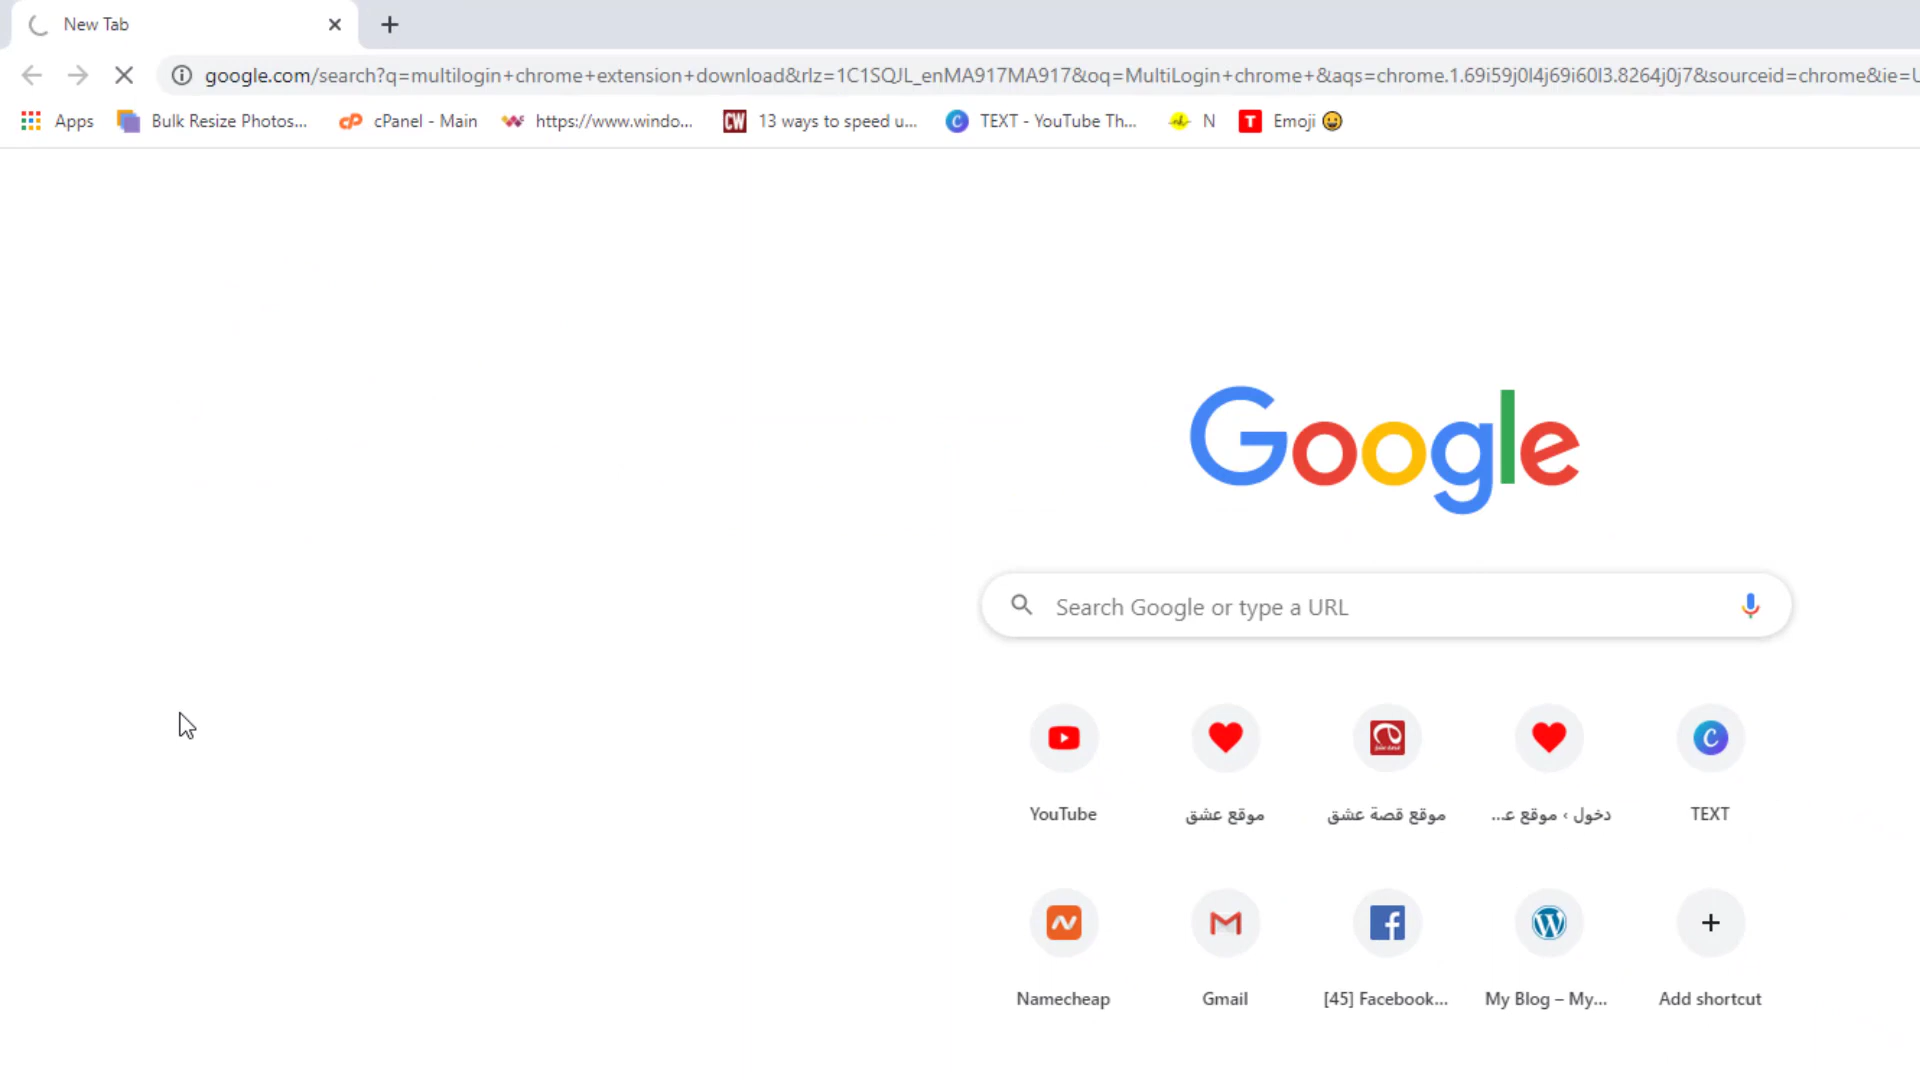 New Tab
google.com/search?q=multilogin+chrome+extension+download&rlz=1C1SQJL_enMA917MA917&oq=MultiLogin+chrome+&aqs=chrome.1.69i59j0l4j69i60l3.8264j0j7&sourceid=chrome&ie=U
Apps Bulk Resize Photos... cPanel - Main https://www.windo... CW 13 ways to speed u... C TEXT - YouTube Th... N T Emoji 😀
Google
Search Google or type a URL
YouTube موقع عشق موقع قصة عشق دخول ‹ موقع عـ... TEXT
Namecheap Gmail [45] Facebook... My Blog – My... Add shortcut